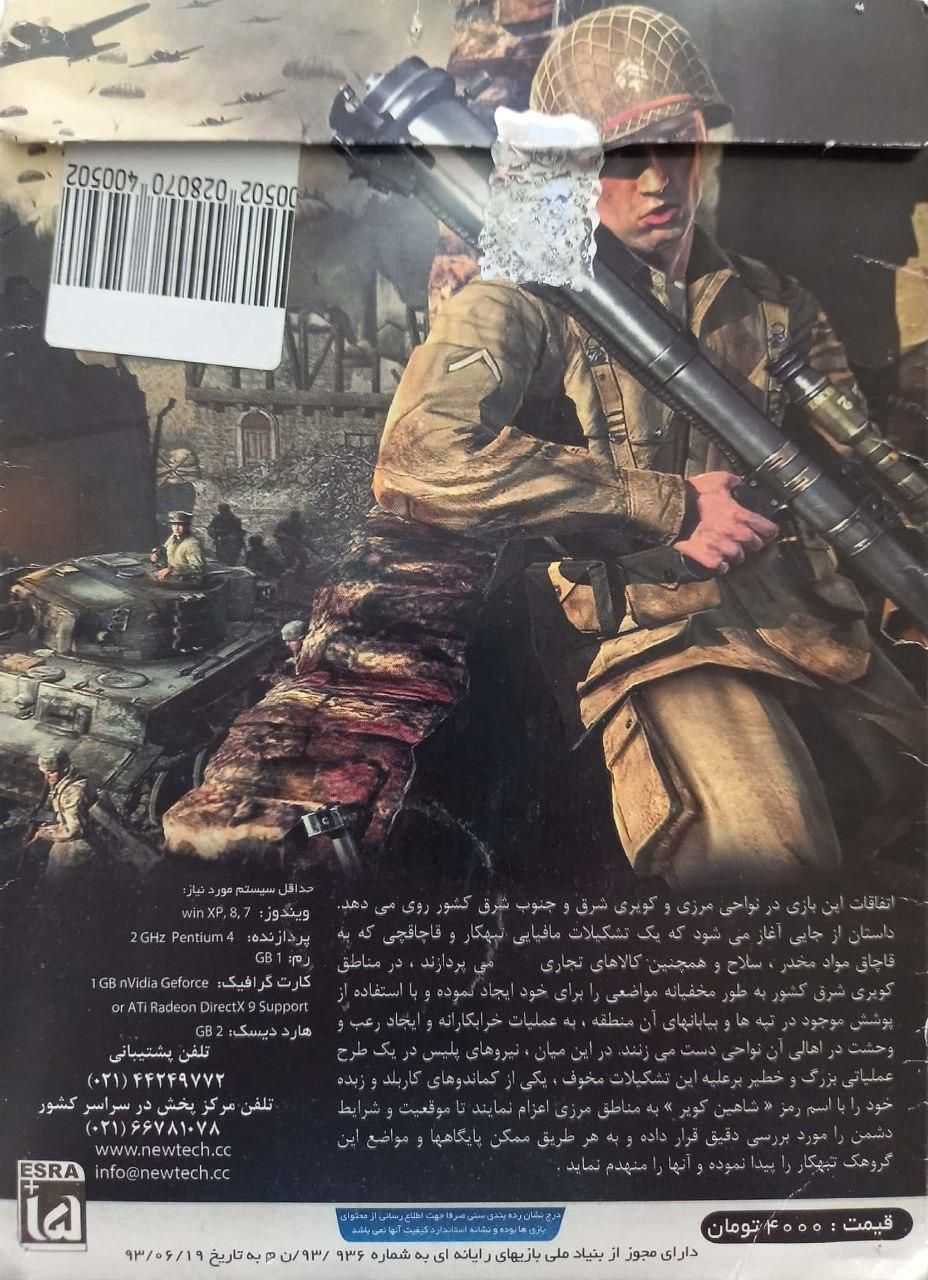 00502 028070 400502
اتفاقات این بازی در نواحی مرزی و کویری شرق و جنوب شرق کشور روی می دهد.
داستان از جایی آغاز می شود که یک تشکیلات مافیایی تبهکار و قاچاقچی که به
قاچاق مواد مخدر ، سلاح و همچنین کالاهای تجاری می پردازند ، در مناطق
کویری شرق کشور به طور مخفیانه مواضعی را برای خود ایجاد نموده و با استفاده از
پوشش موجود در تپه ها و بیابانهای آن منطقه ، به عملیات خرابکارانه و ایجاد رعب و
وحشت در اهالی آن نواحی دست می زنند. در این میان ، نیروهای پلیس در یک طرح
عملیاتی بزرگ و خطیر برعلیه این تشکیلات مخوف ، یکی از کماندوهای کاربلد و زبده
خود را با اسم رمز « شاهین کویر » به مناطق مرزی اعزام نمایند تا موقعیت و شرایط
دشمن را مورد بررسی دقیق قرار داده و به هر طریق ممکن پایگاهها و مواضع این
گروهک تبهکار را پیدا نموده و آنها را منهدم نماید .
حداقل سیستم مورد نیاز:
ویندوز: win XP, 8, 7
پردازنده: 2 GHz Pentium 4
رم: 1 GB
کارت گرافیک: 1 GB nVidia Geforce
or ATi Radeon DirectX 9 Support
هارد دیسک: 2 GB
تلفن پشتیبانی
(۰۲۱) ۴۴۲۴۹۷۷۲
تلفن مرکز پخش در سراسر کشور
(۰۲۱) ۶۶۷۸۱۰۷۸
www.newtech.cc
info@newtech.cc
ESRA
+۱۵
درج نشان رده بندی سنی صرفا جهت اطلاع رسانی از محتوای
بازی ها بوده و نشانه استاندارد کیفیت آنها نمی باشد
قیمت : ۴۰۰۰ تومان
دارای مجوز از بنیاد ملی بازیهای رایانه ای به شماره ۹۳۶ /۹۳/ن م به تاریخ ۹۳/۰۶/۱۹